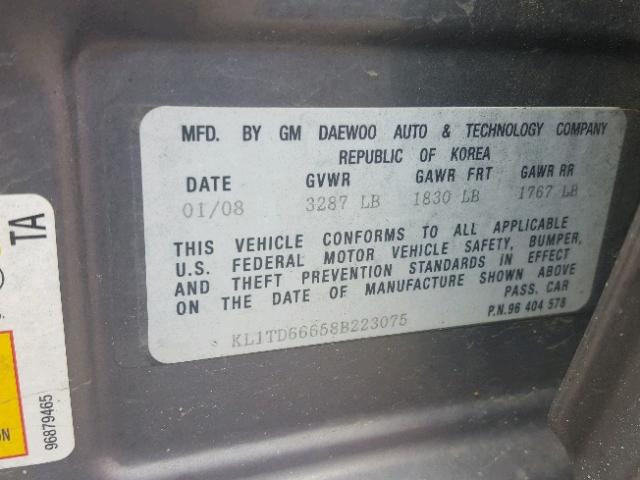 MFD. BY GM DAEWOO AUTO & TECHNOLOGY COMPANY
REPUBLIC OF KOREA
DATE GVWR GAWR FRT GAWR RR
01/08 3287 LB 1830 LB 1767 LB
THIS VEHICLE CONFORMS TO ALL APPLICABLE
U.S. FEDERAL MOTOR VEHICLE SAFETY, BUMPER,
AND THEFT PREVENTION STANDARDS IN EFFECT
ON THE DATE OF MANUFACTURE SHOWN ABOVE
PASS. CAR
P.N.96 404 578
KL1TD66658B223075
TA
96879465